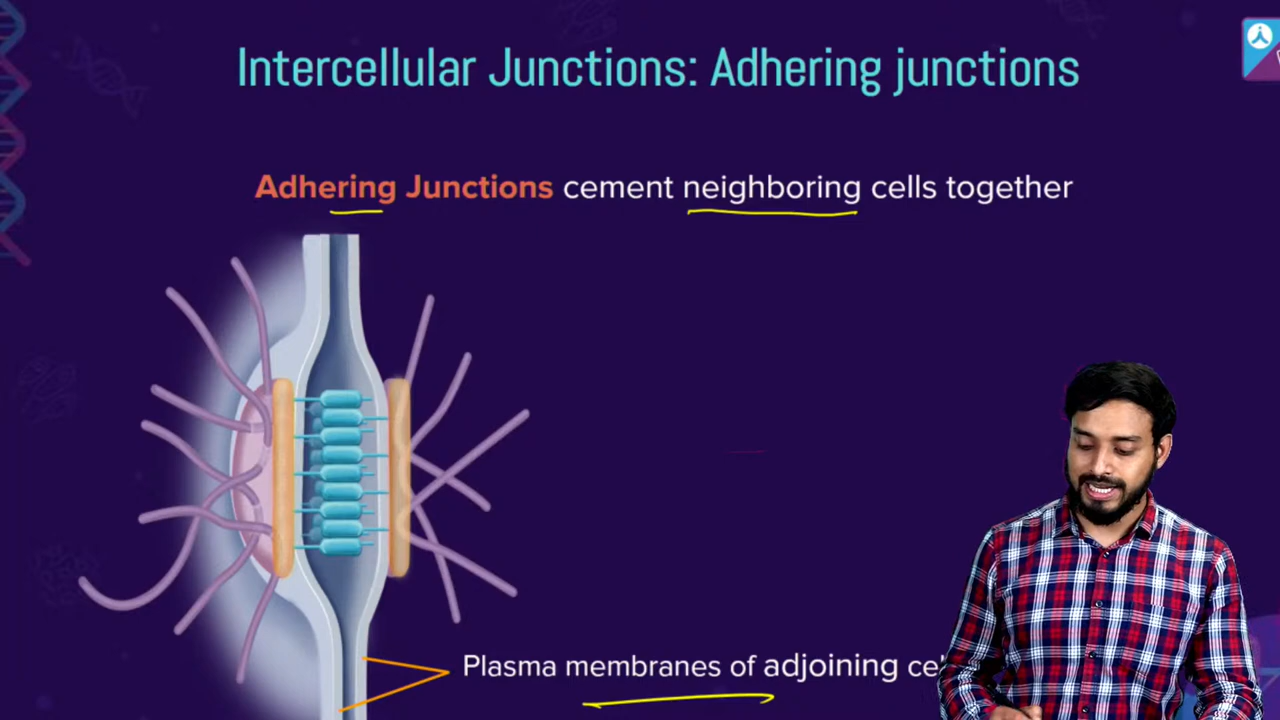 Intercellular Junctions: Adhering junctions
Adhering Junctions cement neighboring cells together
Plasma membranes of adjoining